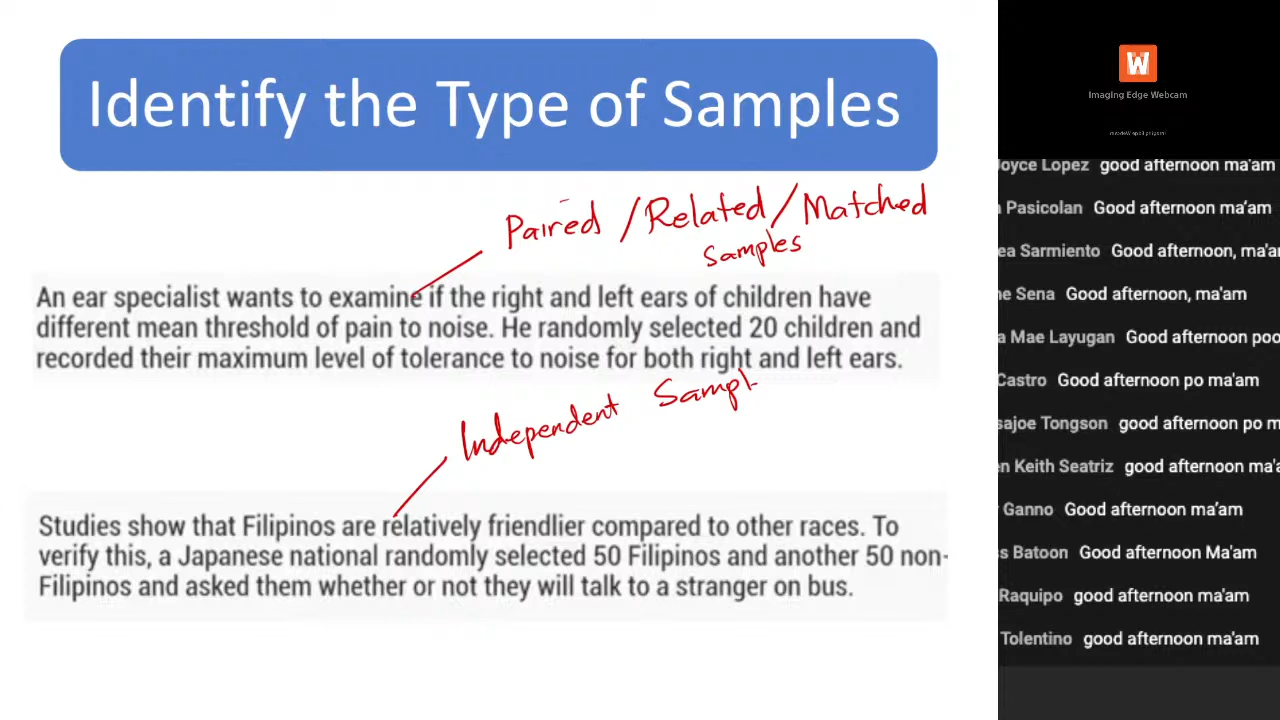 Identify the Type of Samples
Paired / Related / Matched
Samples
An ear specialist wants to examine if the right and left ears of children have
different mean threshold of pain to noise. He randomly selected 20 children and
recorded their maximum level of tolerance to noise for both right and left ears.
Independent Sampl
Studies show that Filipinos are relatively friendlier compared to other races. To
verify this, a Japanese national randomly selected 50 Filipinos and another 50 non-
Filipinos and asked them whether or not they will talk to a stranger on bus.
W
Imaging Edge Webcam
Joyce Lopez good afternoon ma'am
a Pasicolan Good afternoon ma'am
ea Sarmiento Good afternoon, ma'a
ne Sena Good afternoon, ma'am
a Mae Layugan Good afternoon poo
Castro Good afternoon po ma'am
sajoe Tongson good afternoon po m
en Keith Seatriz good afternoon ma'a
Ganno Good afternoon ma'am
ss Batoon Good Afternoon Ma'am
Raquipo good afternoon ma'am
Tolentino good afternoon ma'am